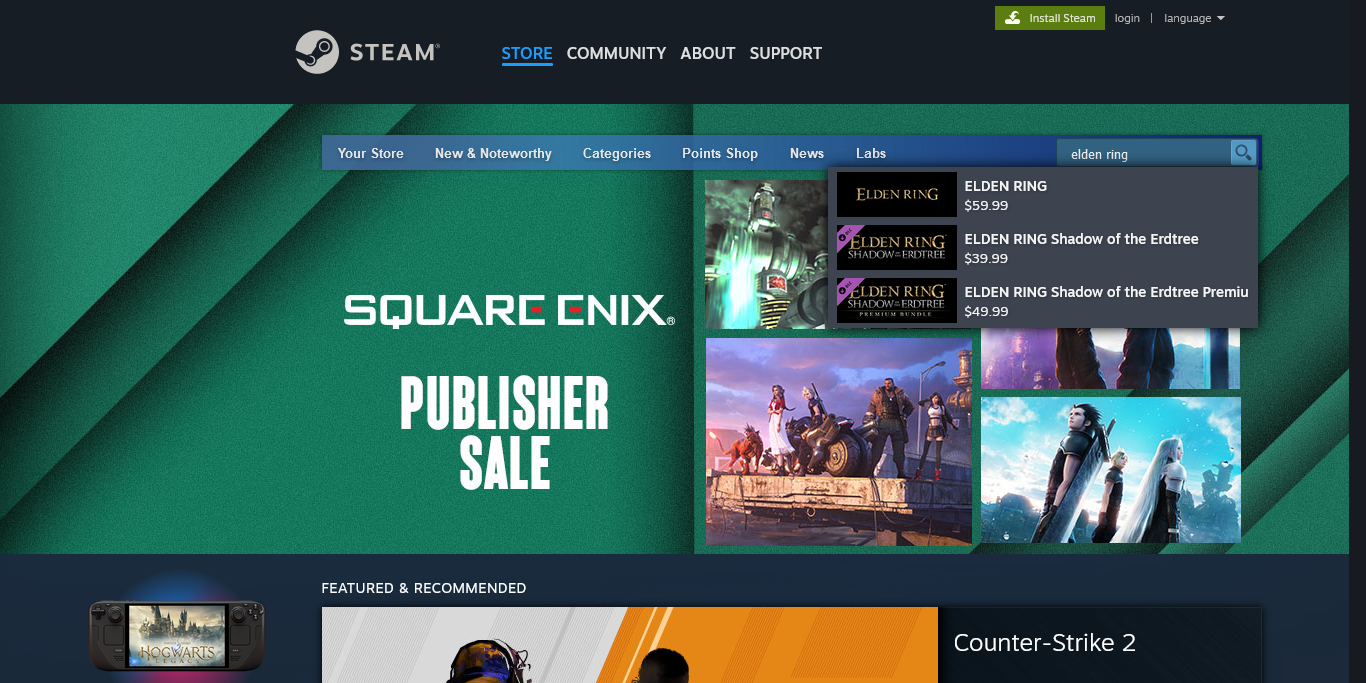 Install Steam
login | language
STEAM®
STORE COMMUNITY ABOUT SUPPORT
Your Store New & Noteworthy Categories Points Shop News Labs
elden ring
ELDEN RING
ELDEN RING
$59.99
ELDEN RING
SHADOW OF THE ERDTREE
ELDEN RING Shadow of the Erdtree
$39.99
ELDEN RING
SHADOW OF THE ERDTREE
PREMIUM BUNDLE
ELDEN RING Shadow of the Erdtree Premiu
$49.99
SQUARE ENIX®
PUBLISHER
SALE
FEATURED & RECOMMENDED
HOGWARTS
LEGACY
Counter-Strike 2